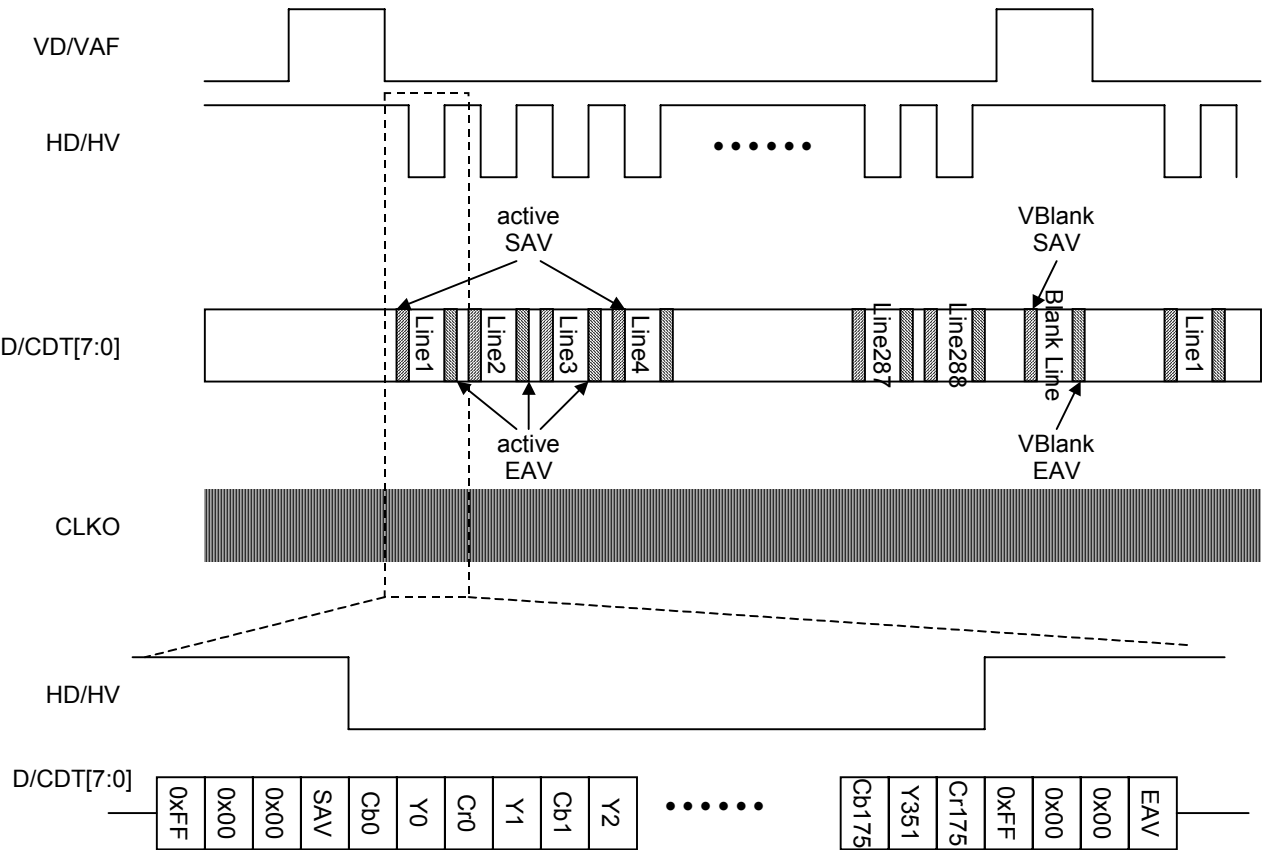 VD/VAF
HD/HV
active
SAV
VBlank
SAV
D/CDT[7:0]
Line1
Line2
Line3
Line4
Line287
Line288
Blank Line
Line1
active
EAV
VBlank
EAV
CLKO
HD/HV
D/CDT[7:0]
0xFF
0x00
0x00
SAV
Cb0
Y0
Cr0
Y1
Cb1
Y2
Cb175
Y351
Cr175
0xFF
0x00
0x00
EAV